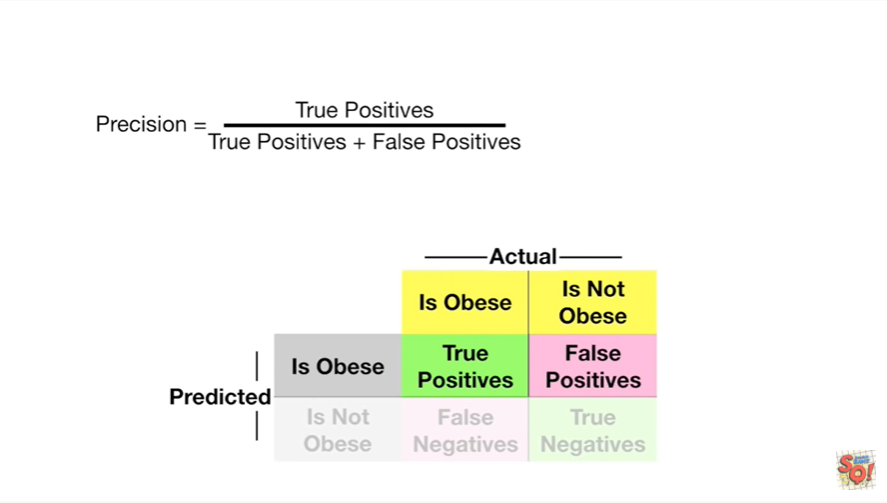 True Positives
Precision =
True Positives + False Positives
Actual
Is Obese
Is Not
Obese
Is Obese
True
Positives
False
Positives
Predicted
Is Not
Obese
False
Negatives
True
Negatives
SQ!